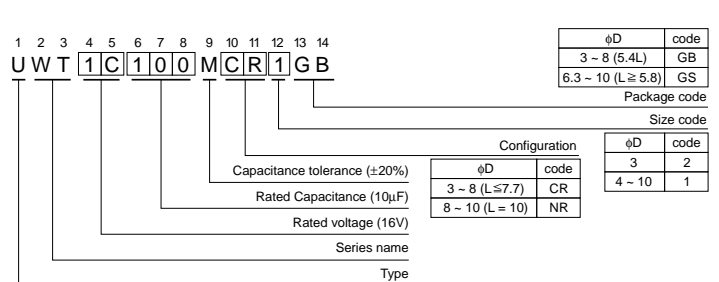 1 2 3 4 5 6 7 8 9 10 11 12 13 14
U W T 1 C 1 0 0 M C R 1 G B
ϕD code
3 ~ 8 (5.4L) GB
6.3 ~ 10 (L≧5.8) GS
Package code
Size code
ϕD code
3 2
4 ~ 10 1
Configuration
ϕD code
3 ~ 8 (L≦7.7) CR
8 ~ 10 (L = 10) NR
Capacitance tolerance (±20%)
Rated Capacitance (10μF)
Rated voltage (16V)
Series name
Type